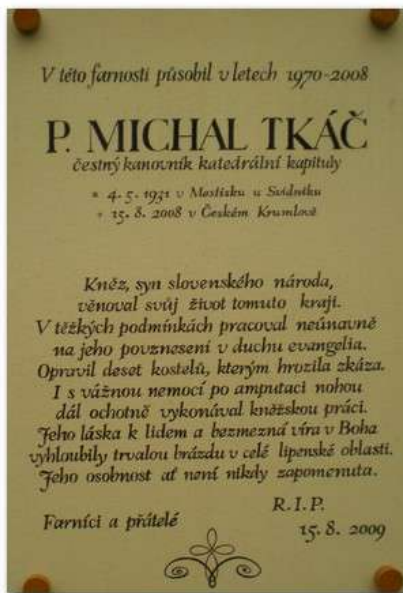 V této farnosti působil v letech 1970-2008
P. MICHAL TKÁČ
čestný kanovník katedrální kapituly
* 4. 5. 1931 v Mestisku u Svidníku
+ 15. 8. 2008 v Českém Krumlově
Kněz, syn slovenského národa,
věnoval svůj život tomuto kraji.
V těžkých podmínkách pracoval neúnavně
na jeho povznesení v duchu evangelia.
Opravil deset kostelů, kterým hrozila zkáza.
I s vážnou nemocí po amputaci nohou
dál ochotně vykonával kněžskou práci.
Jeho láska k lidem a bezmezná víra v Boha
vyhloubily trvalou brázdu v celé lipenské oblasti.
Jeho osobnost ať není nikdy zapomenuta.
R.I.P.
Farníci a přátelé
15. 8. 2009